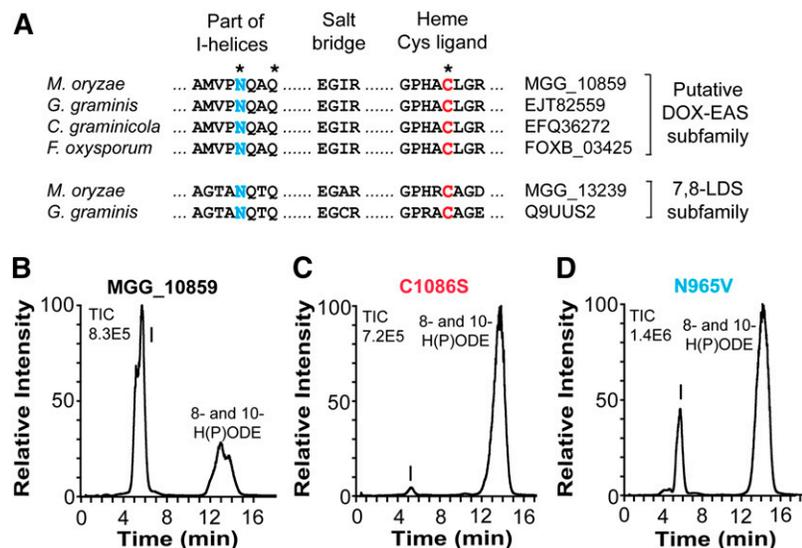 A
Part of Salt Heme
I-helices bridge Cys ligand
* * *
M. oryzae ... AMVPNQAQ ...... EGIR ...... GPHACLGR ... MGG_10859
G. graminis ... AMVPNQAQ ...... EGIR ...... GPHACLGR ... EJT82559
C. graminicola ... AMVPNQAQ ...... EGIR ...... GPHACLGR ... EFQ36272
F. oxysporum ... AMVPNQAQ ...... EGIR ...... GPHACLGR ... FOXB_03425
Putative
DOX-EAS
subfamily
M. oryzae ... AGTANQTQ ...... EGAR ...... GPHRCAGD ... MGG_13239
G. graminis ... AGTANQTQ ...... EGCR ...... GPRACAGE ... Q9UUS2
7,8-LDS
subfamily
B MGG_10859
Relative Intensity
100
50
0
TIC
8.3E5
I
8- and 10-
H(P)ODE
2 6 10 14 18
Time (min)
C C1086S
Relative Intensity
100
50
0
TIC
7.2E5
8- and 10-
H(P)ODE
I
0 4 8 12 16
Time (min)
D N965V
Relative Intensity
100
50
0
TIC
1.4E6
8- and 10-
H(P)ODE
I
0 4 8 12 16
Time (min)